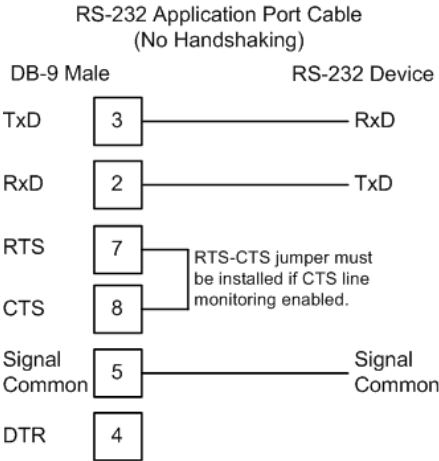 RS-232 Application Port Cable
(No Handshaking)
DB-9 Male
RS-232 Device
TxD 3 RxD
RxD 2 TxD
RTS 7
RTS-CTS jumper must
be installed if CTS line
monitoring enabled.
CTS 8
Signal
Common 5 Signal
Common
DTR 4